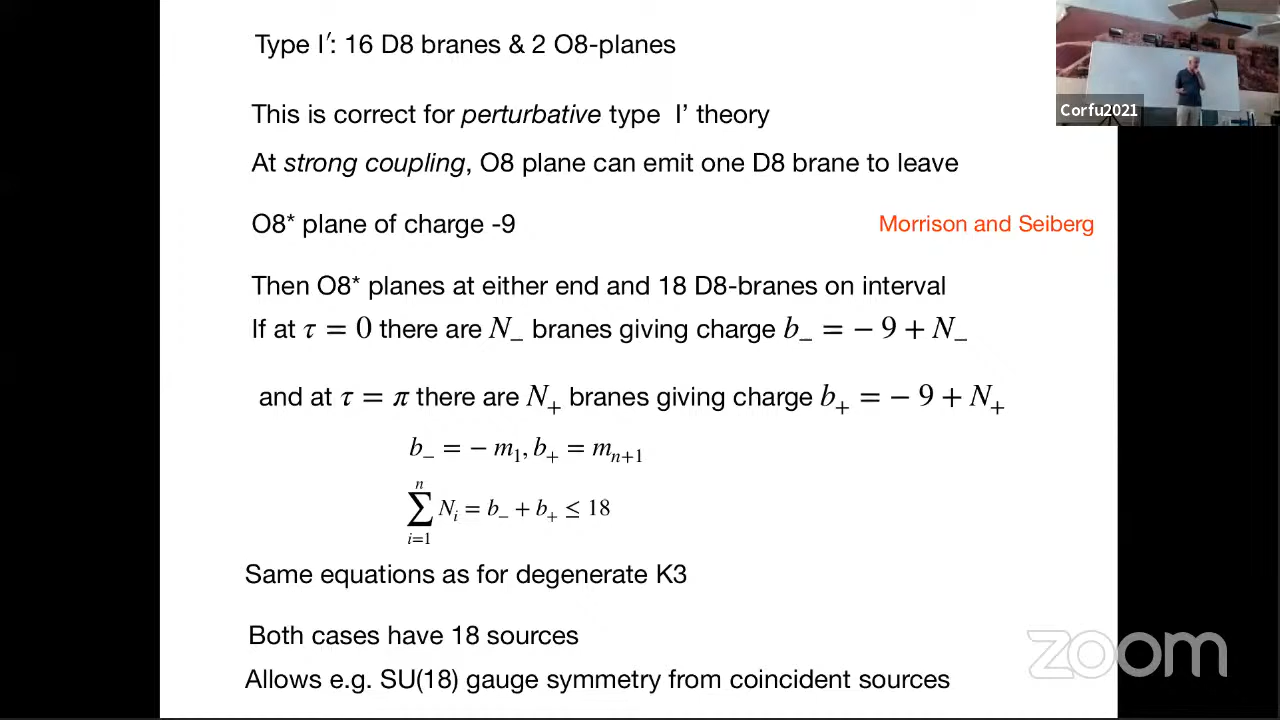 Type I′: 16 D8 branes & 2 O8-planes
This is correct for perturbative type I’ theory
At strong coupling, O8 plane can emit one D8 brane to leave
O8* plane of charge -9
Morrison and Seiberg
Then O8* planes at either end and 18 D8-branes on interval
If at τ = 0 there are N₋ branes giving charge b₋ = − 9 + N₋
and at τ = π there are N₊ branes giving charge b₊ = − 9 + N₊
b₋ = − m₁, b₊ = mₙ₊₁
n
∑ Nᵢ = b₋ + b₊ ≤ 18
i=1
Same equations as for degenerate K3
Both cases have 18 sources
Allows e.g. SU(18) gauge symmetry from coincident sources
Corfu2021
zoom